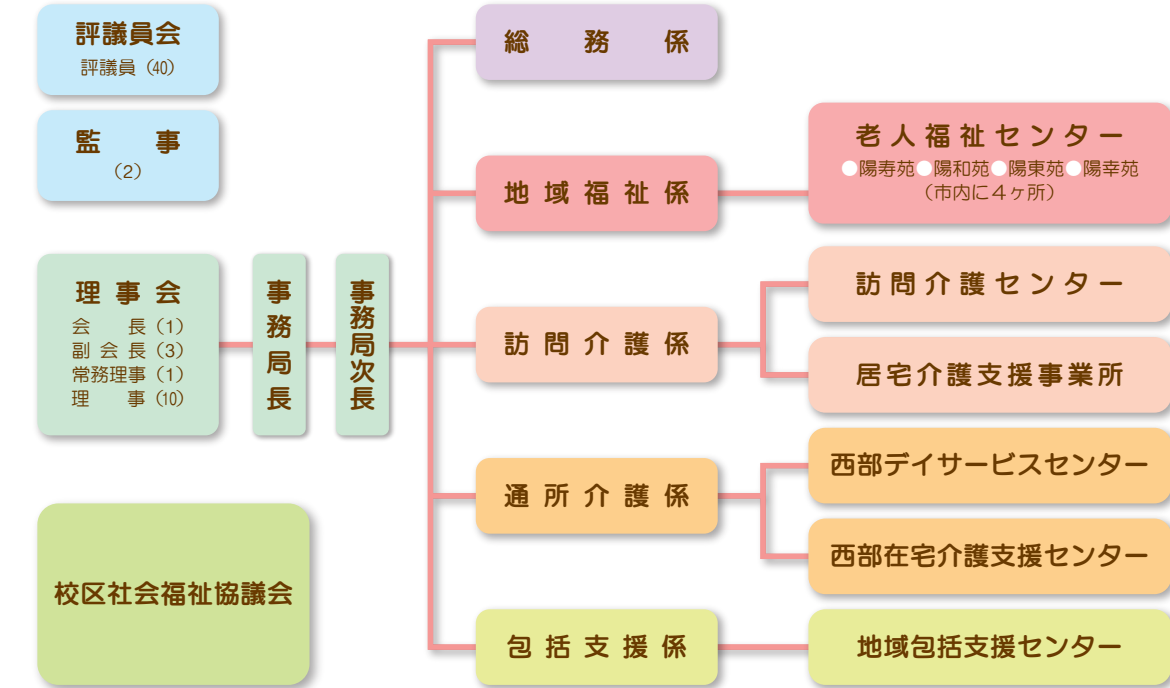 評議員会
評議員（40）
監　事
（2）
理事会
会　長（1）
副会長（3）
常務理事（1）
理　事（10）
事務局長
事務局次長
校区社会福祉協議会
総　務　係
地域福祉係
訪問介護係
通所介護係
包括支援係
老人福祉センター
●陽寿苑●陽和苑●陽東苑●陽幸苑
（市内に４ヶ所）
訪問介護センター
居宅介護支援事業所
西部デイサービスセンター
西部在宅介護支援センター
地域包括支援センター